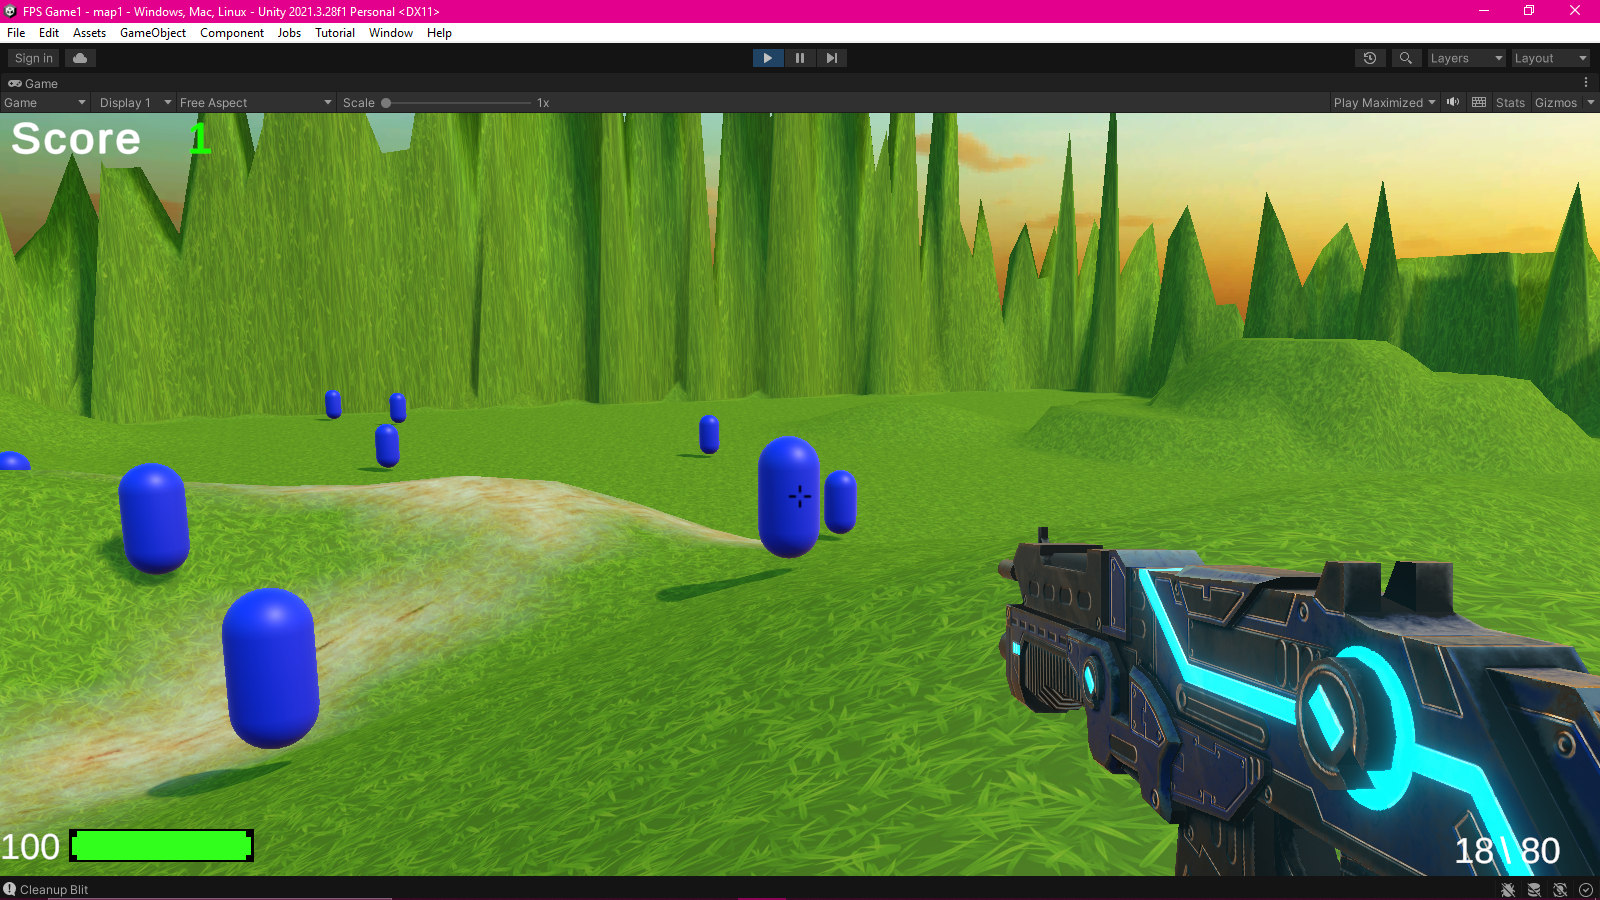 FPS Game1 - map1 - Windows, Mac, Linux - Unity 2021.3.28f1 Personal <DX11>
File Edit Assets GameObject Component Jobs Tutorial Window Help
Sign in Layers Layout
Game
Game Display 1 Free Aspect Scale 1x Play Maximized Stats Gizmos
Score 1
100 18 \ 80
Cleanup Blit